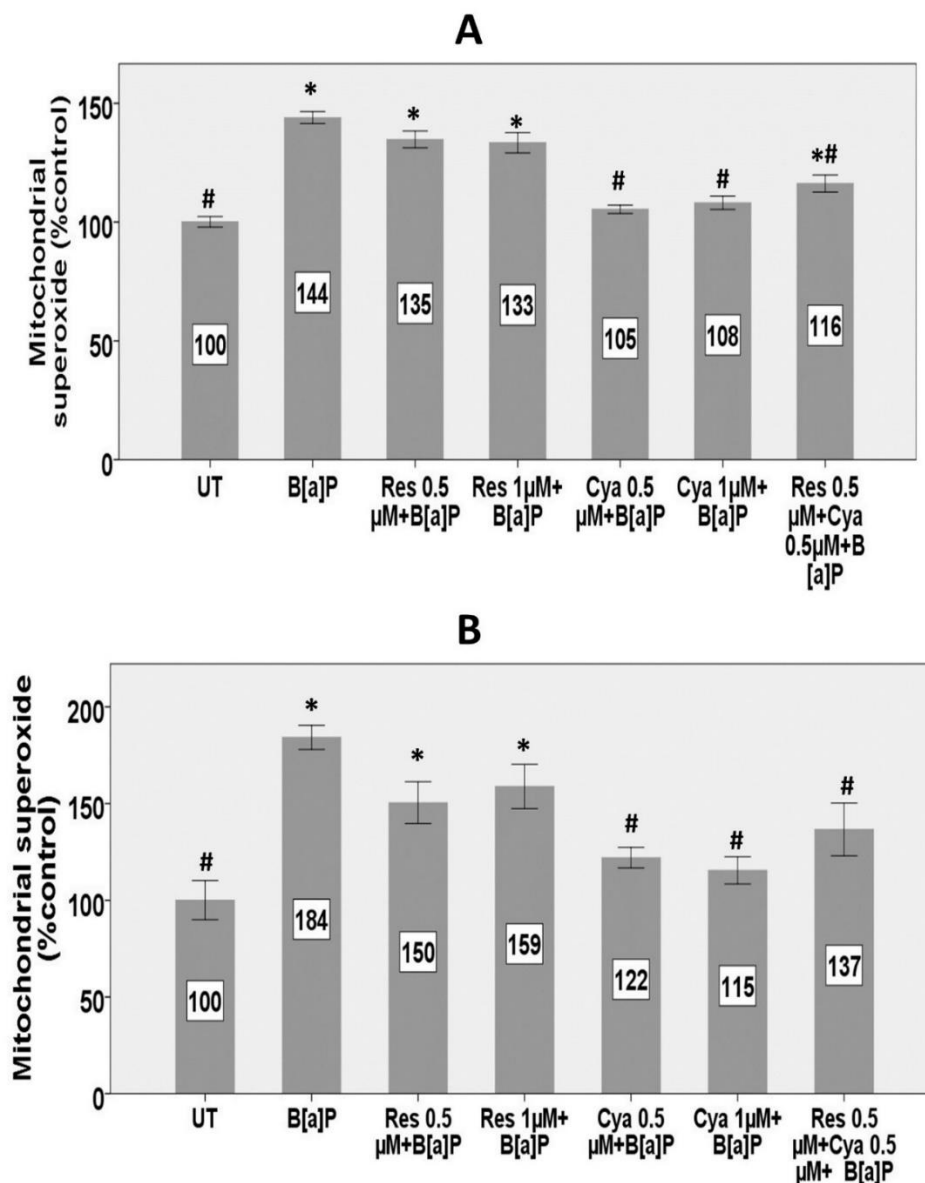 A
Mitochondrial
superoxide (%control)
150
100
50
0
*
*
*
*#
#
#
#
144
135
133
105
108
116
100
UT
B[a]P
Res 0.5
µM+B[a]P
Res 1µM+
B[a]P
Cya 0.5
µM+B[a]P
Cya 1µM+
B[a]P
Res 0.5
µM+Cya
0.5µM+B
[a]P
B
Mitochondrial superoxide
(%control)
200
150
100
50
0
*
*
*
#
#
#
#
184
150
159
122
115
137
100
UT
B[a]P
Res 0.5
µM+B[a]P
Res 1µM+
B[a]P
Cya 0.5
µM+B[a]P
Cya 1µM+
B[a]P
Res 0.5
µM+Cya 0.5
µM+ B[a]P